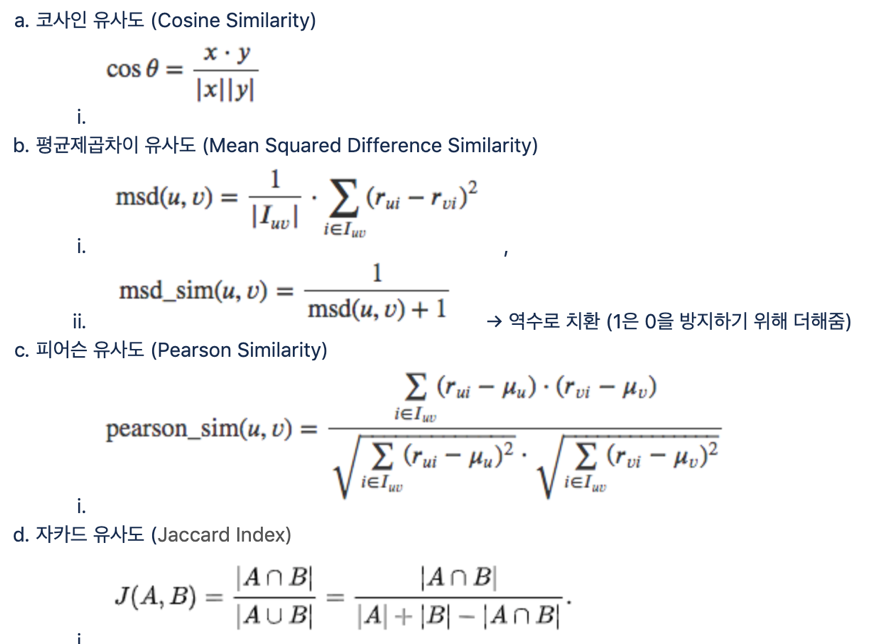 a. 코사인 유사도 (Cosine Similarity)
i. cos θ = x · y / |x||y|
b. 평균제곱차이 유사도 (Mean Squared Difference Similarity)
i. msd(u, v) = 1 / |I_uv| · ∑_{i∈I_uv} (r_ui − r_vi)² ,
ii. msd_sim(u, v) = 1 / msd(u, v) + 1 → 역수로 치환 (1은 0을 방지하기 위해 더해줌)
c. 피어슨 유사도 (Pearson Similarity)
i. pearson_sim(u, v) = ∑_{i∈I_uv} (r_ui − μ_u) · (r_vi − μ_v) / √∑_{i∈I_uv} (r_ui − μ_u)² · √∑_{i∈I_uv} (r_vi − μ_v)²
d. 자카드 유사도 (Jaccard Index)
i. J(A, B) = |A ∩ B| / |A ∪ B| = |A ∩ B| / |A| + |B| − |A ∩ B| .